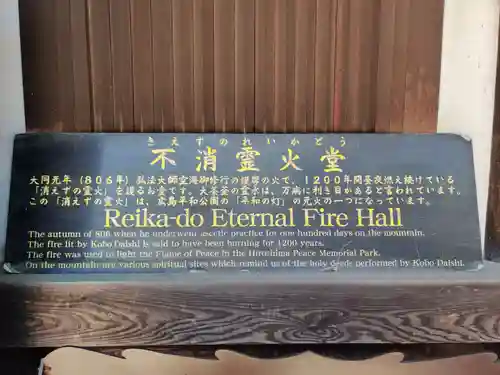 きえずのれいかどう
不消霊火堂
大同元年（806年）弘法大師空海御修行の護摩の火で、1200年間昼夜燃え続けている
「消えずの霊火」を護るお堂です。大茶釜の霊水は、万病に利き目があると言われています。
この「消えずの霊火」は、広島平和公園の「平和の灯」の元火の一つになっています。
Reika-do Eternal Fire Hall
The autumn of 806 when he underwent ascetic practice for one hundred days on the mountain.
The fire lit by Kobo Daishi is said to have been burning for 1200 years.
The fire was used to light the Flame of Peace in the Hiroshima Peace Memorial Park.
On the mountain are various spiritual sites which remind us of the holy deeds performed by Kobo Daishi.